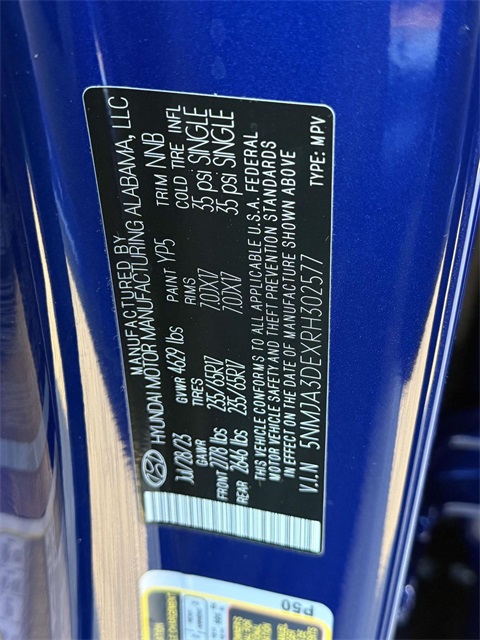 MANUFACTURED BY
HYUNDAI MOTOR MANUFACTURING ALABAMA, LLC
JUL/28/23 GVWR 4629 lbs PAINT YP5 TRIM NNB
GAWR TIRES RIMS COLD TIRE INFL
FRONT 2778 lbs 235/65R17 7.0JX17 35 psi SINGLE
REAR 2646 lbs 235/65R17 7.0JX17 35 psi SINGLE
THIS VEHICLE CONFORMS TO ALL APPLICABLE U.S.A. FEDERAL
MOTOR VEHICLE SAFETY AND THEFT PREVENTION STANDARDS
IN EFFECT ON THE DATE OF MANUFACTURE SHOWN ABOVE
V.I.N 5NMJA3DEXRH302577 TYPE: MPV
P50